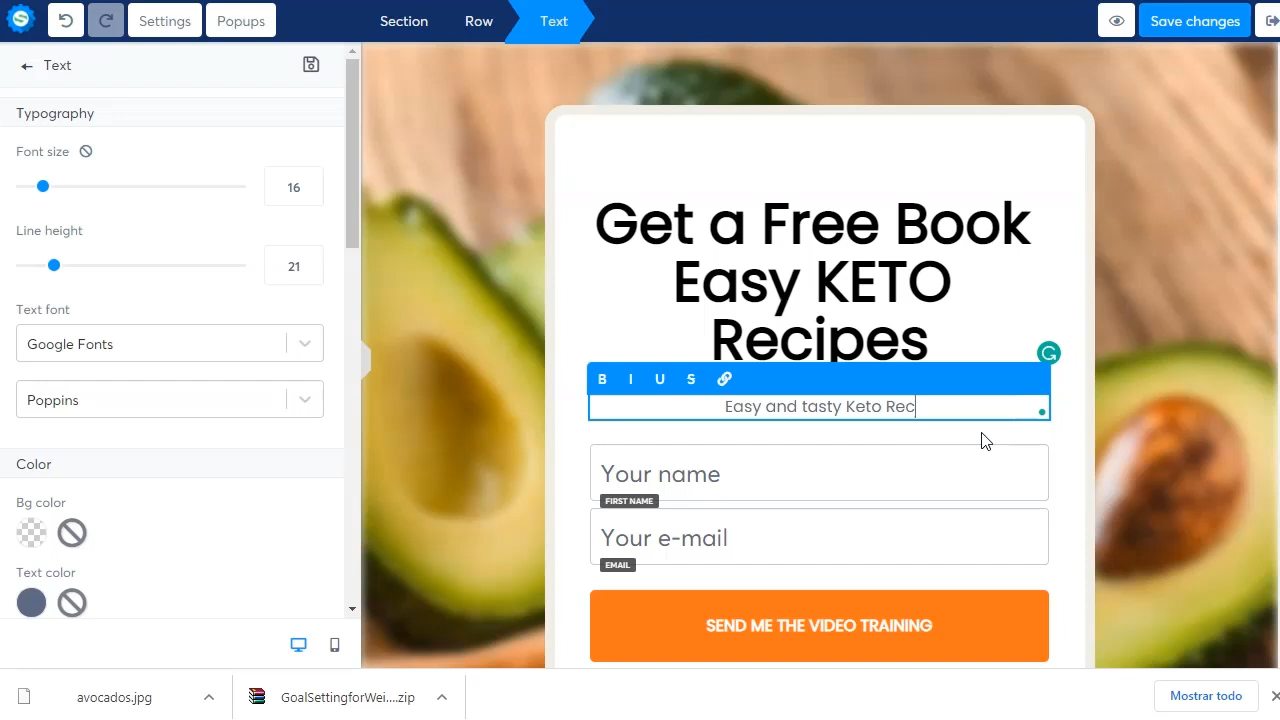 Settings
Popups
Section
Row
Text
Save changes
Text
Typography
Font size
16
Line height
21
Text font
Google Fonts
Poppins
Color
Bg color
Text color
Get a Free Book
Easy KETO
Recipes
B I U S
Easy and tasty Keto Rec
Your name
FIRST NAME
Your e-mail
EMAIL
SEND ME THE VIDEO TRAINING
avocados.jpg
GoalSettingforWei....zip
Mostrar todo